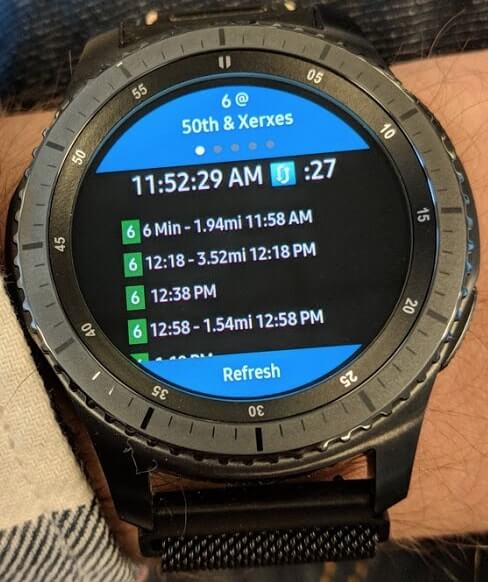 6 @
50th & Xerxes
11:52:29 AM :27
6 6 Min - 1.94mi 11:58 AM
6 12:18 - 3.52mi 12:18 PM
6 12:38 PM
6 12:58 - 1.54mi 12:58 PM
Refresh
05
10
15
20
25
30
35
40
45
50
55